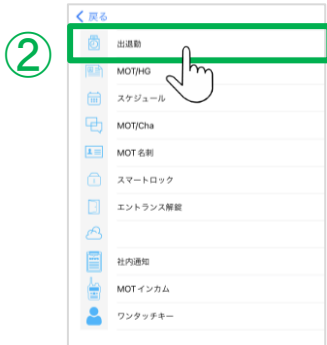 ②
戻る
出退勤
MOT/HG
スケジュール
MOT/Cha
MOT 名刺
スマートロック
エントランス解錠
社内通知
MOT インカム
ワンタッチキー